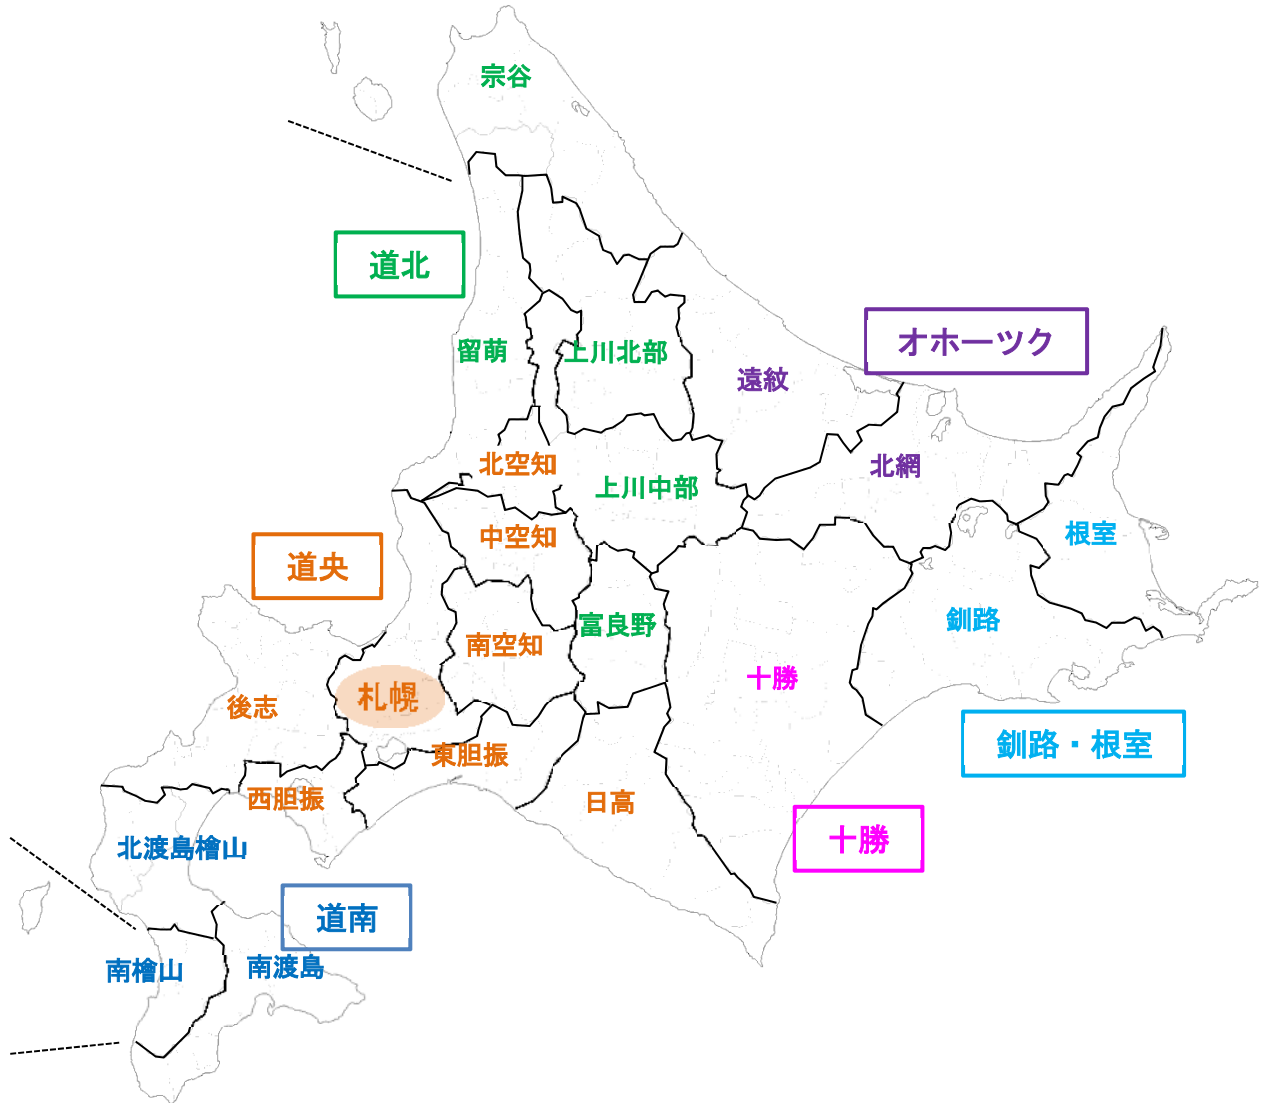 宗谷
道北
オホーツク
留萌
上川北部
遠紋
北空知
北網
上川中部
中空知
根室
道央
釧路
富良野
南空知
十勝
札幌
後志
釧路・根室
東胆振
西胆振
日高
十勝
北渡島檜山
道南
南檜山
南渡島